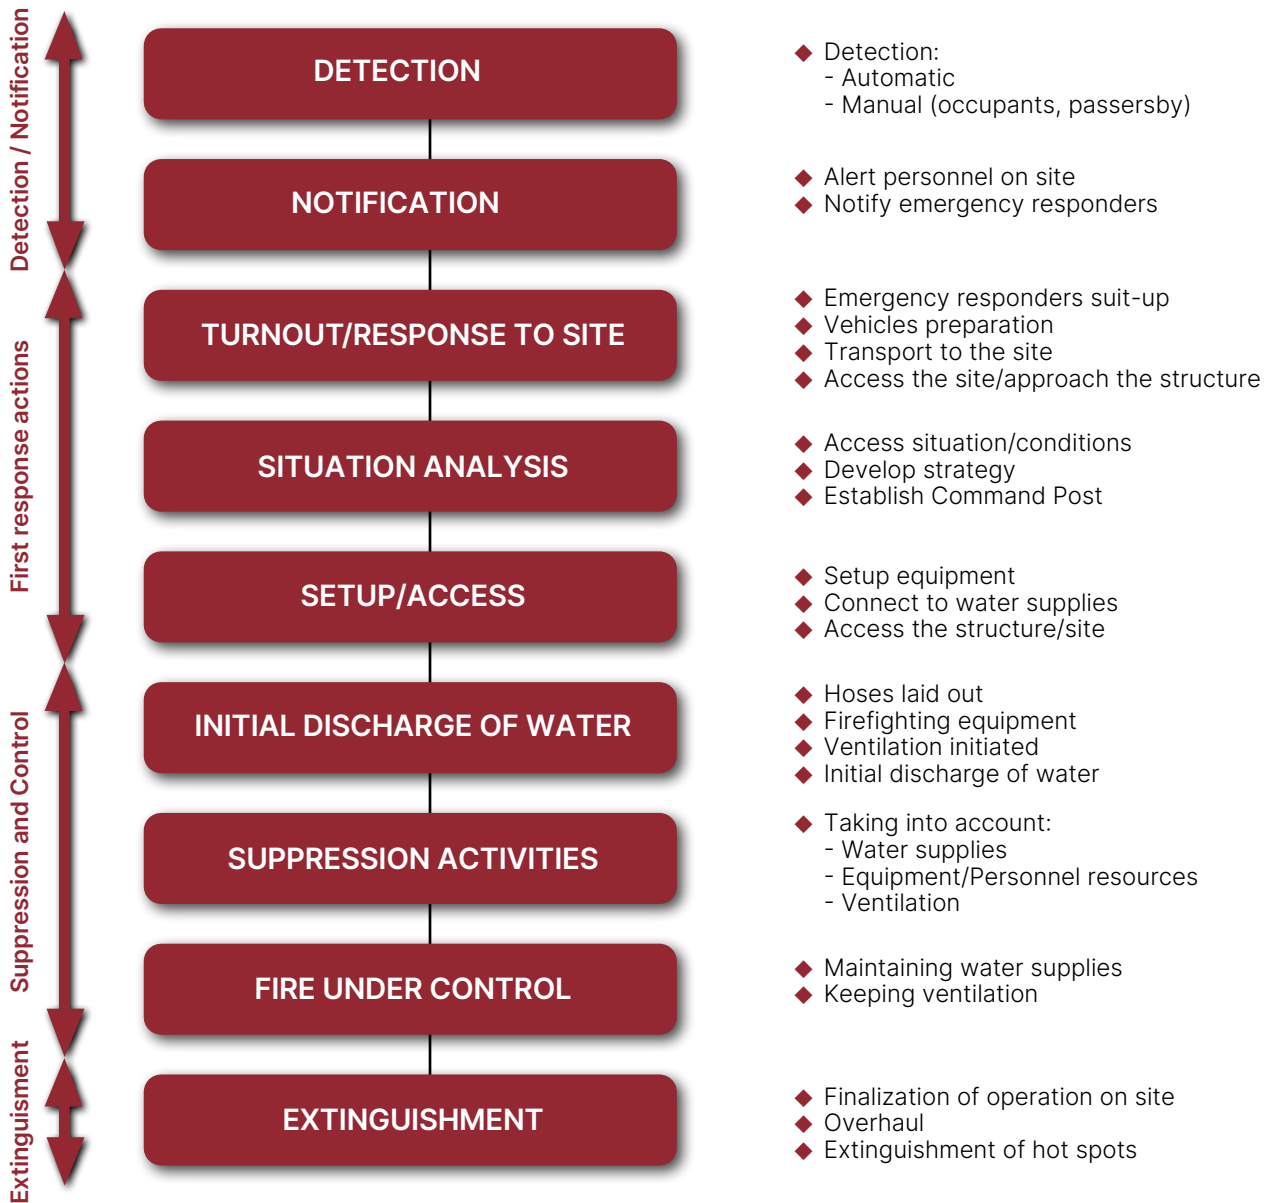 Detection / Notification
DETECTION
◆ Detection:
- Automatic
- Manual (occupants, passersby)
NOTIFICATION
◆ Alert personnel on site
◆ Notify emergency responders
First response actions
TURNOUT/RESPONSE TO SITE
◆ Emergency responders suit-up
◆ Vehicles preparation
◆ Transport to the site
◆ Access the site/approach the structure
SITUATION ANALYSIS
◆ Access situation/conditions
◆ Develop strategy
◆ Establish Command Post
SETUP/ACCESS
◆ Setup equipment
◆ Connect to water supplies
◆ Access the structure/site
Suppression and Control
INITIAL DISCHARGE OF WATER
◆ Hoses laid out
◆ Firefighting equipment
◆ Ventilation initiated
◆ Initial discharge of water
SUPPRESSION ACTIVITIES
◆ Taking into account:
- Water supplies
- Equipment/Personnel resources
- Ventilation
FIRE UNDER CONTROL
◆ Maintaining water supplies
◆ Keeping ventilation
Extinguisment
EXTINGUISHMENT
◆ Finalization of operation on site
◆ Overhaul
◆ Extinguishment of hot spots